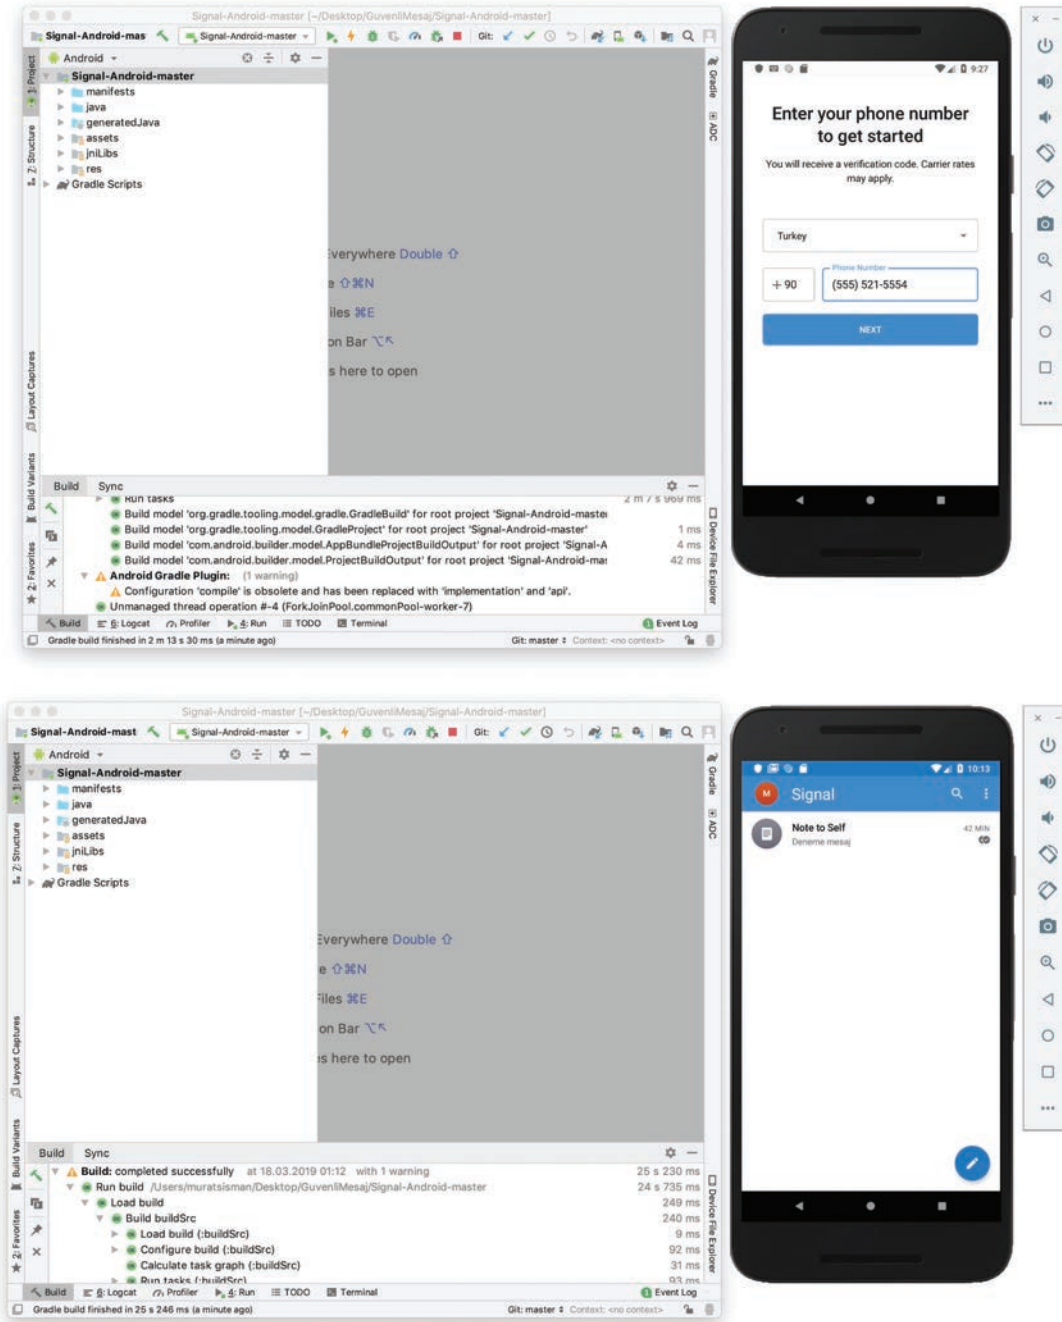 Signal-Android-master [~/Desktop/GuvenliMesaj/Signal-Android-master]
Signal-Android-mas
Signal-Android-master
Git:
Android
Signal-Android-master
manifests
java
generatedJava
assets
jniLibs
res
Gradle Scripts
1: Project
Z: Structure
Layout Captures
Build Variants
2: Favorites
Gradle
ADC
Device File Explorer
Everywhere Double ⇧
e ⇧⌘N
iles ⌘E
on Bar ⌥↖
s here to open
Build Sync
Run tasks 2 m 7 s 969 ms
Build model 'org.gradle.tooling.model.gradle.GradleBuild' for root project 'Signal-Android-master
Build model 'org.gradle.tooling.model.GradleProject' for root project 'Signal-Android-master' 1 ms
Build model 'com.android.builder.model.AppBundleProjectBuildOutput' for root project 'Signal-A 4 ms
Build model 'com.android.builder.model.ProjectBuildOutput' for root project 'Signal-Android-mas 42 ms
Android Gradle Plugin: (1 warning)
Configuration 'compile' is obsolete and has been replaced with 'implementation' and 'api'.
Unmanaged thread operation #-4 (ForkJoinPool.commonPool-worker-7)
Build 6: Logcat Profiler 4: Run TODO Terminal 1 Event Log
Gradle build finished in 2 m 13 s 30 ms (a minute ago) Git: master Context: <no context>
9:27
Enter your phone number
to get started
You will receive a verification code. Carrier rates
may apply.
Turkey
+ 90
Phone Number
(555) 521-5554
NEXT
Signal-Android-master [~/Desktop/GuvenliMesaj/Signal-Android-master]
Signal-Android-mast
Signal-Android-master
Git:
Android
Signal-Android-master
manifests
java
generatedJava
assets
jniLibs
res
Gradle Scripts
1: Project
Z: Structure
Layout Captures
Build Variants
2: Favorites
Gradle
ADC
Device File Explorer
Everywhere Double ⇧
e ⇧⌘N
Files ⌘E
on Bar ⌥↖
es here to open
Build Sync
Build: completed successfully at 18.03.2019 01:12 with 1 warning 25 s 230 ms
Run build /Users/muratsisman/Desktop/GuvenliMesaj/Signal-Android-master 24 s 735 ms
Load build 249 ms
Build buildSrc 240 ms
Load build (:buildSrc) 9 ms
Configure build (:buildSrc) 92 ms
Calculate task graph (:buildSrc) 31 ms
Run tasks (:buildSrc) 93 ms
Build 6: Logcat Profiler 4: Run TODO Terminal 1 Event Log
Gradle build finished in 25 s 246 ms (a minute ago) Git: master Context: <no context>
10:13
M
Signal
Note to Self 42 MIN
Deneme mesaj